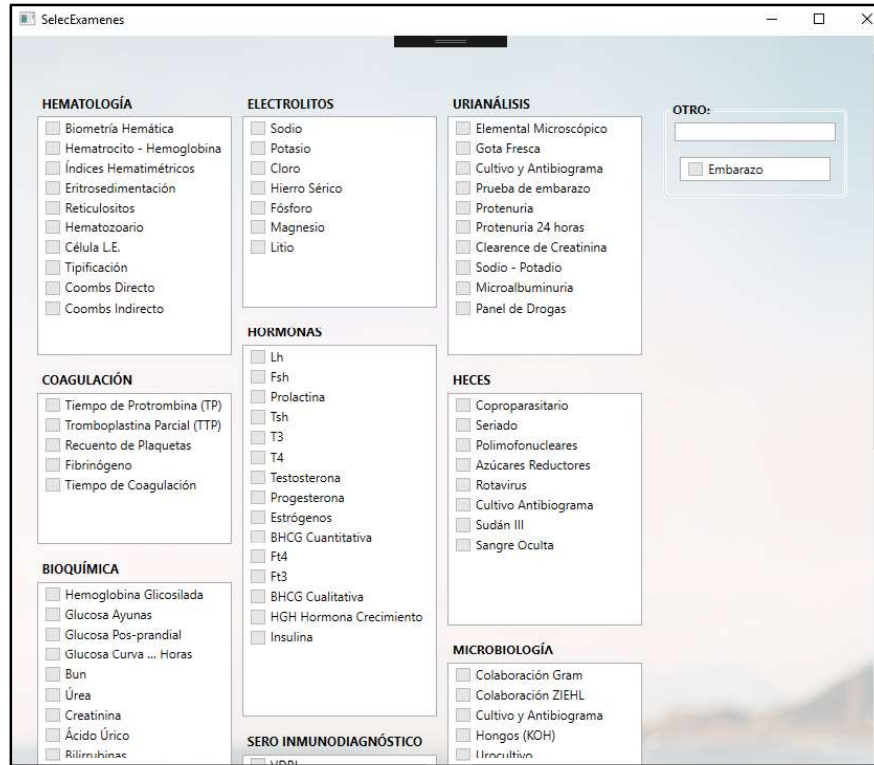 SelecExamenes
HEMATOLOGÍA
Biometría Hemática
Hematrocito - Hemoglobina
Índices Hematimétricos
Eritrosedimentación
Reticulositos
Hematozoario
Célula L.E.
Tipificación
Coombs Directo
Coombs Indirecto
COAGULACIÓN
Tiempo de Protrombina (TP)
Tromboplastina Parcial (TTP)
Recuento de Plaquetas
Fibrinógeno
Tiempo de Coagulación
BIOQUÍMICA
Hemoglobina Glicosilada
Glucosa Ayunas
Glucosa Pos-prandial
Glucosa Curva ... Horas
Bun
Úrea
Creatinina
Ácido Úrico
Bilirrubinas
ELECTROLITOS
Sodio
Potasio
Cloro
Hierro Sérico
Fósforo
Magnesio
Litio
HORMONAS
Lh
Fsh
Prolactina
Tsh
T3
T4
Testosterona
Progesterona
Estrógenos
BHCG Cuantitativa
Ft4
Ft3
BHCG Cualitativa
HGH Hormona Crecimiento
Insulina
SERO INMUNODIAGNÓSTICO
VDRL
URIANÁLISIS
Elemental Microscópico
Gota Fresca
Cultivo y Antibiograma
Prueba de embarazo
Protenuria
Protenuria 24 horas
Clearence de Creatinina
Sodio - Potadio
Microalbuminuria
Panel de Drogas
HECES
Coproparasitario
Seriado
Polimofonucleares
Azúcares Reductores
Rotavirus
Cultivo Antibiograma
Sudán III
Sangre Oculta
MICROBIOLOGÍA
Colaboración Gram
Colaboración ZIEHL
Cultivo y Antibiograma
Hongos (KOH)
Urocultivo
OTRO:
Embarazo